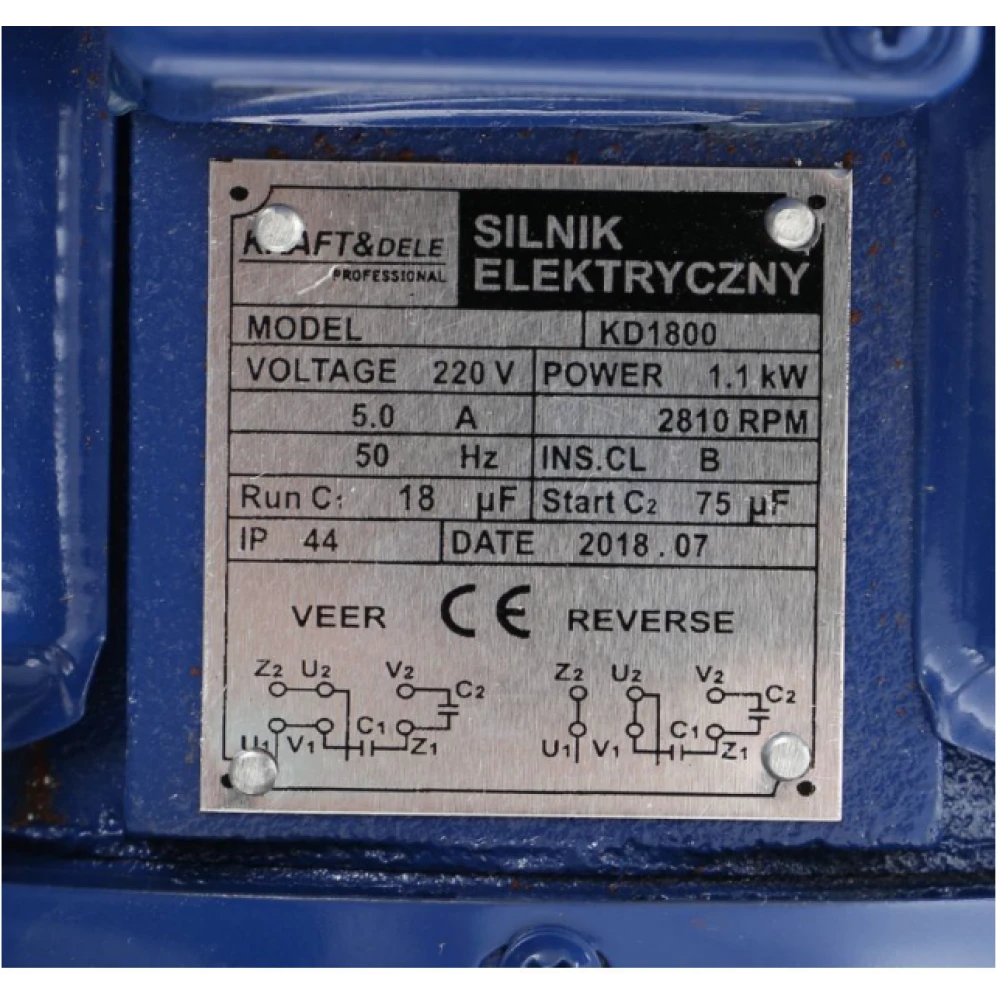 KRAFT&DELE
PROFESSIONAL
SILNIK
ELEKTRYCZNY
MODEL KD1800
VOLTAGE 220 V POWER 1.1 kW
5.0 A 2810 RPM
50 Hz INS.CL B
Run C1 18 µF Start C2 75 µF
IP 44 DATE 2018.07
VEER CE REVERSE
Z2 U2 V2 C2 Z2 U2 V2 C2
U1 V1 C1 Z1 U1 V1 C1 Z1